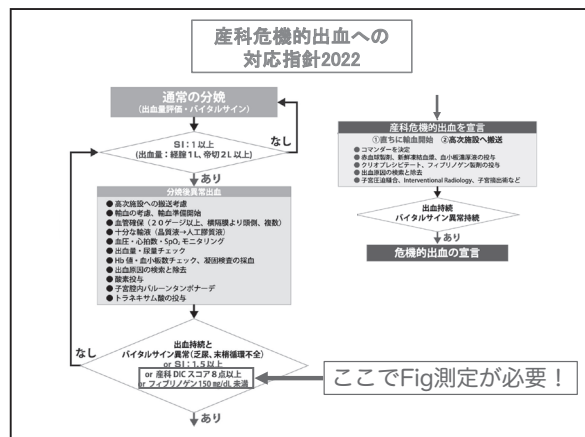 産科危機的出血への
対応指針2022
通常の分娩
(出血量評価・バイタルサイン)
なし
SI:1以上
(出血量:経腟1L、帝切2L以上)
あり
分娩後異常出血
●高次施設への搬送考慮
●輸血の考慮、輸血準備開始
●血管確保(20ゲージ以上、横隔膜より頭側、複数)
●十分な輸液(晶質液→人工膠質液)
●血圧・心拍数・SpO₂モニタリング
●出血量・尿量チェック
●Hb値・血小板数チェック、凝固検査の採血
●出血原因の検索と除去
●酸素投与
●子宮腔内バルーンタンポナーデ
●トラネキサム酸の投与
なし
出血持続と
バイタルサイン異常(乏尿、末梢循環不全)
or SI:1.5以上
or 産科DICスコア8点以上
or フィブリノゲン150mg/dL未満
あり
ここでFig測定が必要!
産科危機的出血を宣言
①直ちに輸血開始 ②高次施設へ搬送
●コマンダーを決定
●赤血球製剤、新鮮凍結血漿、血小板濃厚液の投与
●クリオプレシピテート、フィブリノゲン製剤の投与
●出血原因の検索と除去
●子宮圧迫縫合、Interventional Radiology、子宮摘出術など
出血持続
バイタルサイン異常持続
あり
危機的出血の宣言